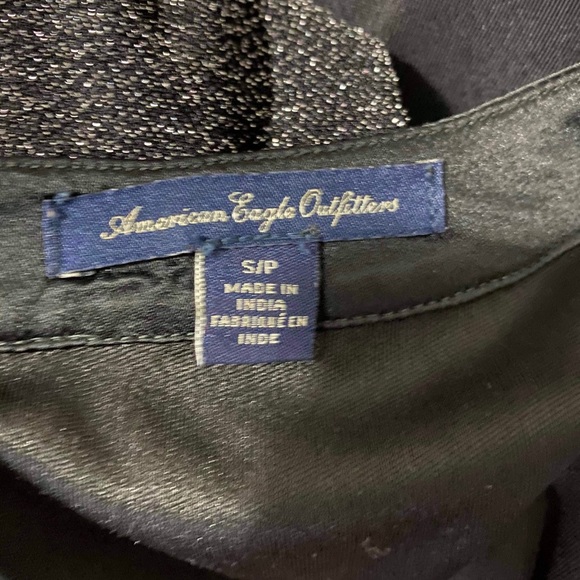 American Eagle Outfitters
S/P
MADE IN
INDIA
FABRIQUÉ EN
INDE